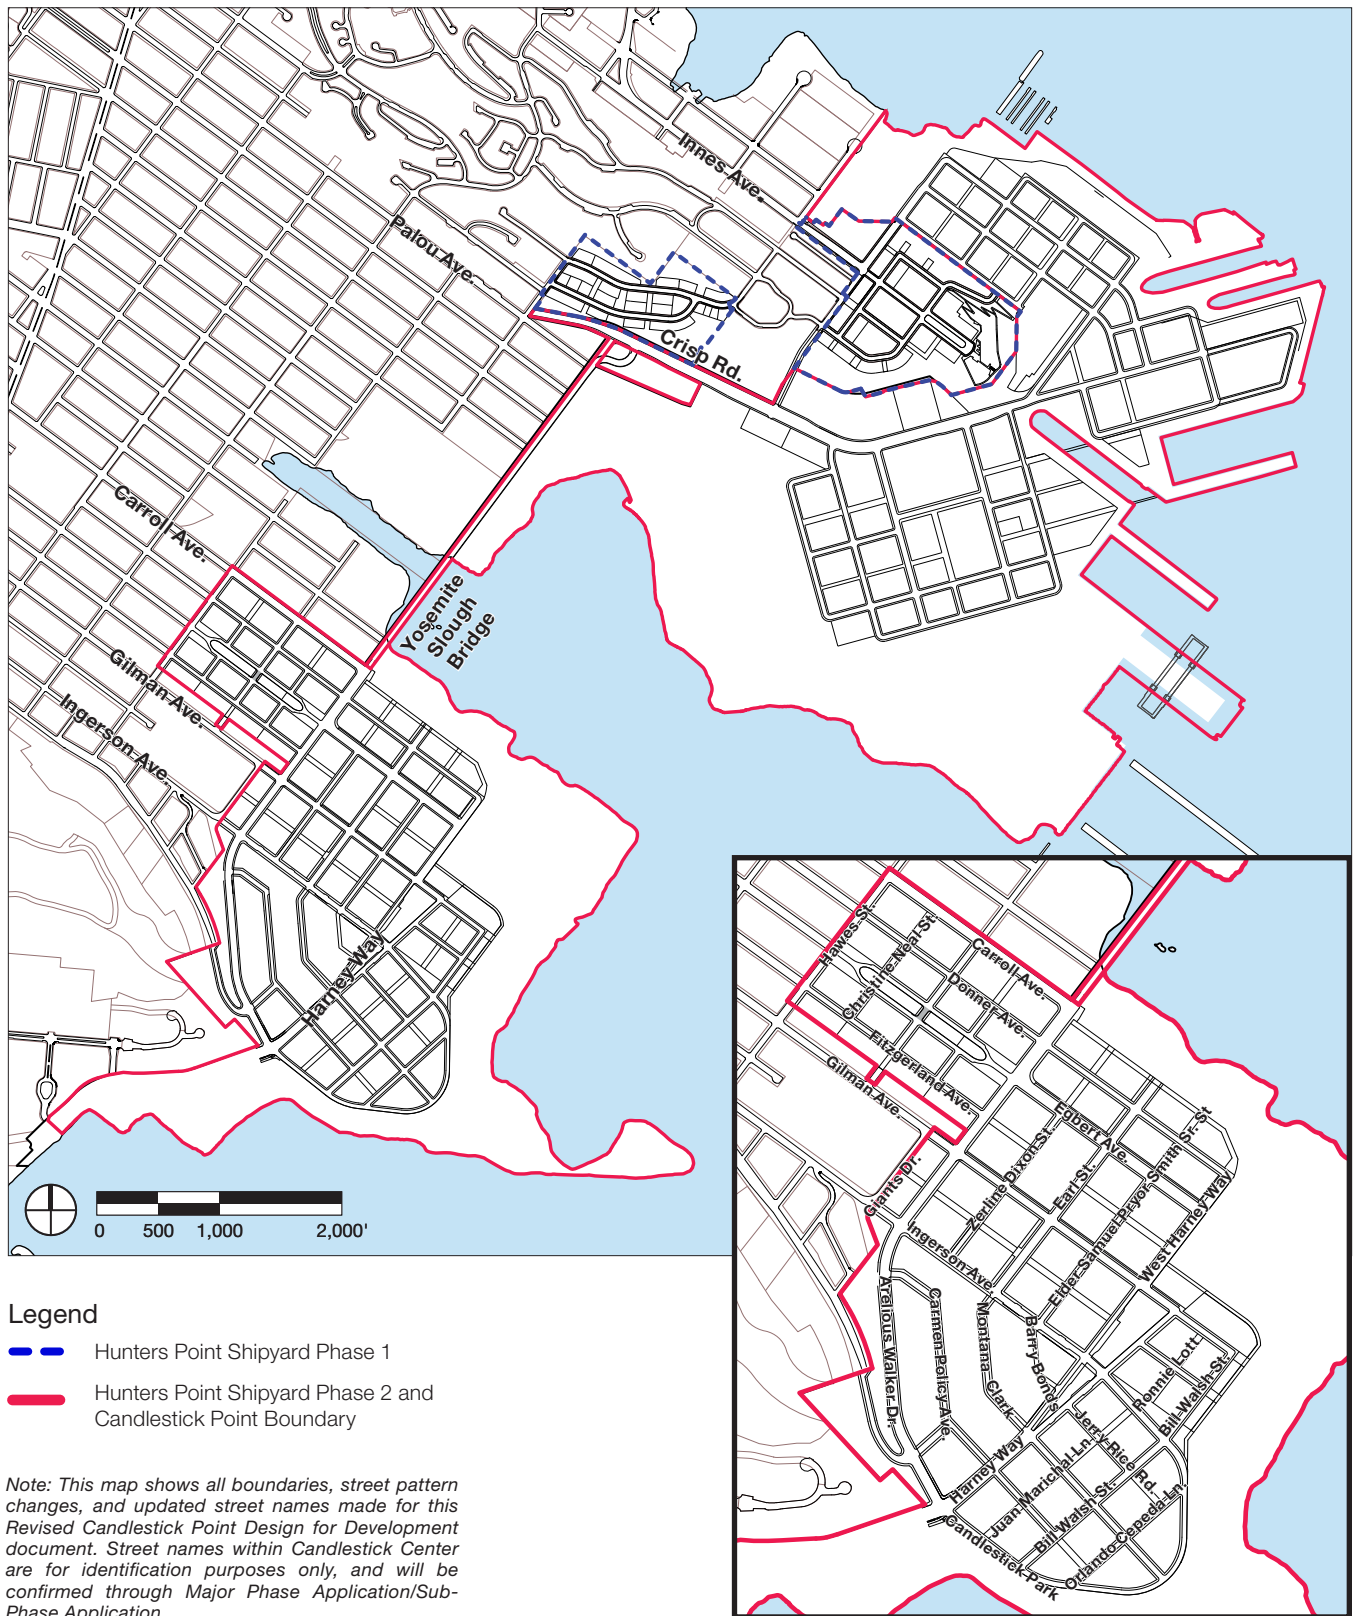 Innes Ave.
Palou Ave.
Crisp Rd.
Carroll Ave.
Yosemite
Slough
Bridge
Gilman Ave.
Ingerson Ave.
Harney Way
0 500 1,000 2,000'
Hawes St.
Christine Neal St.
Carroll Ave.
Donner Ave.
Fitzgerland Ave.
Gilman Ave.
Egbert Ave.
Giants Dr.
Zerline Dixon St.
Earl St.
Elder Samuel Pryor Smith Sr. St
West Harney Way
Ingerson Ave.
Arelious Walker Dr.
Carmen Policy Ave.
Montana Clark
Barry Bonds
Ronnie Lott
Bill Walsh St.
Jerry Rice Rd.
Harney Way
Juan Marichal Ln.
Bill Walsh St.
Orlando Cepeda Ln.
Candlestick Park
Legend
Hunters Point Shipyard Phase 1
Hunters Point Shipyard Phase 2 and
Candlestick Point Boundary
Note: This map shows all boundaries, street pattern
changes, and updated street names made for this
Revised Candlestick Point Design for Development
document. Street names within Candlestick Center
are for identification purposes only, and will be
confirmed through Major Phase Application/Sub-
Phase Application.